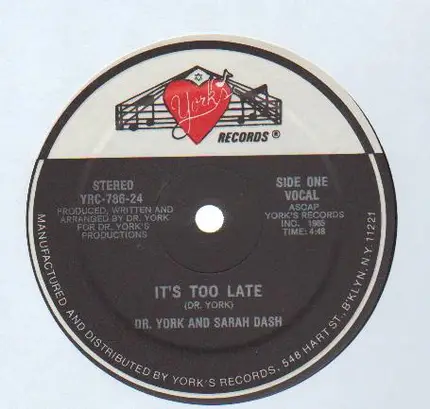 York's
RECORDS®
STEREO
YRC-786-24
PRODUCED, WRITTEN AND
ARRANGED BY DR. YORK
FOR DR. YORK'S
PRODUCTIONS
SIDE ONE
VOCAL
ASCAP
YORK'S RECORDS
INC. 1985
TIME: 4:48
IT'S TOO LATE
(DR. YORK)
DR. YORK AND SARAH DASH
MANUFACTURED AND DISTRIBUTED BY YORK'S RECORDS, 548 HART ST., B'KLYN, N.Y. 11221